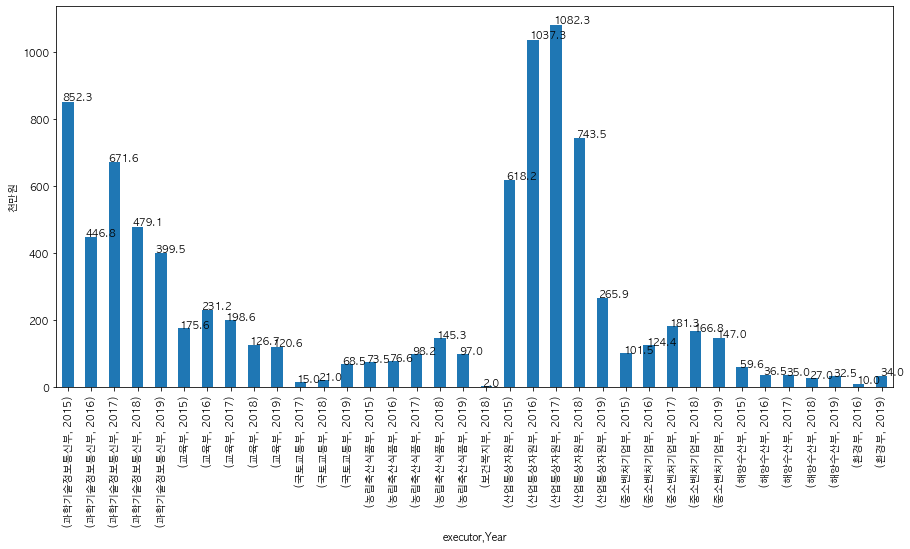 천만원
1000
800
600
400
200
0
852.3
446.8
671.6
479.1
399.5
175.6
231.2
198.6
126.7
120.6
15.0
21.0
68.5
73.5
76.6
98.2
145.3
97.0
2.0
618.2
1037.3
1082.3
743.5
265.9
101.5
124.4
181.3
166.8
147.0
59.6
36.5
35.0
27.0
32.5
10.0
34.0
(과학기술정보통신부, 2015)
(과학기술정보통신부, 2016)
(과학기술정보통신부, 2017)
(과학기술정보통신부, 2018)
(과학기술정보통신부, 2019)
(교육부, 2015)
(교육부, 2016)
(교육부, 2017)
(교육부, 2018)
(교육부, 2019)
(국토교통부, 2017)
(국토교통부, 2018)
(국토교통부, 2019)
(농림축산식품부, 2015)
(농림축산식품부, 2016)
(농림축산식품부, 2017)
(농림축산식품부, 2018)
(농림축산식품부, 2019)
(보건복지부, 2018)
(산업통상자원부, 2015)
(산업통상자원부, 2016)
(산업통상자원부, 2017)
(산업통상자원부, 2018)
(산업통상자원부, 2019)
(중소벤처기업부, 2015)
(중소벤처기업부, 2016)
(중소벤처기업부, 2017)
(중소벤처기업부, 2018)
(중소벤처기업부, 2019)
(해양수산부, 2015)
(해양수산부, 2016)
(해양수산부, 2017)
(해양수산부, 2018)
(해양수산부, 2019)
(환경부, 2016)
(환경부, 2019)
executor,Year